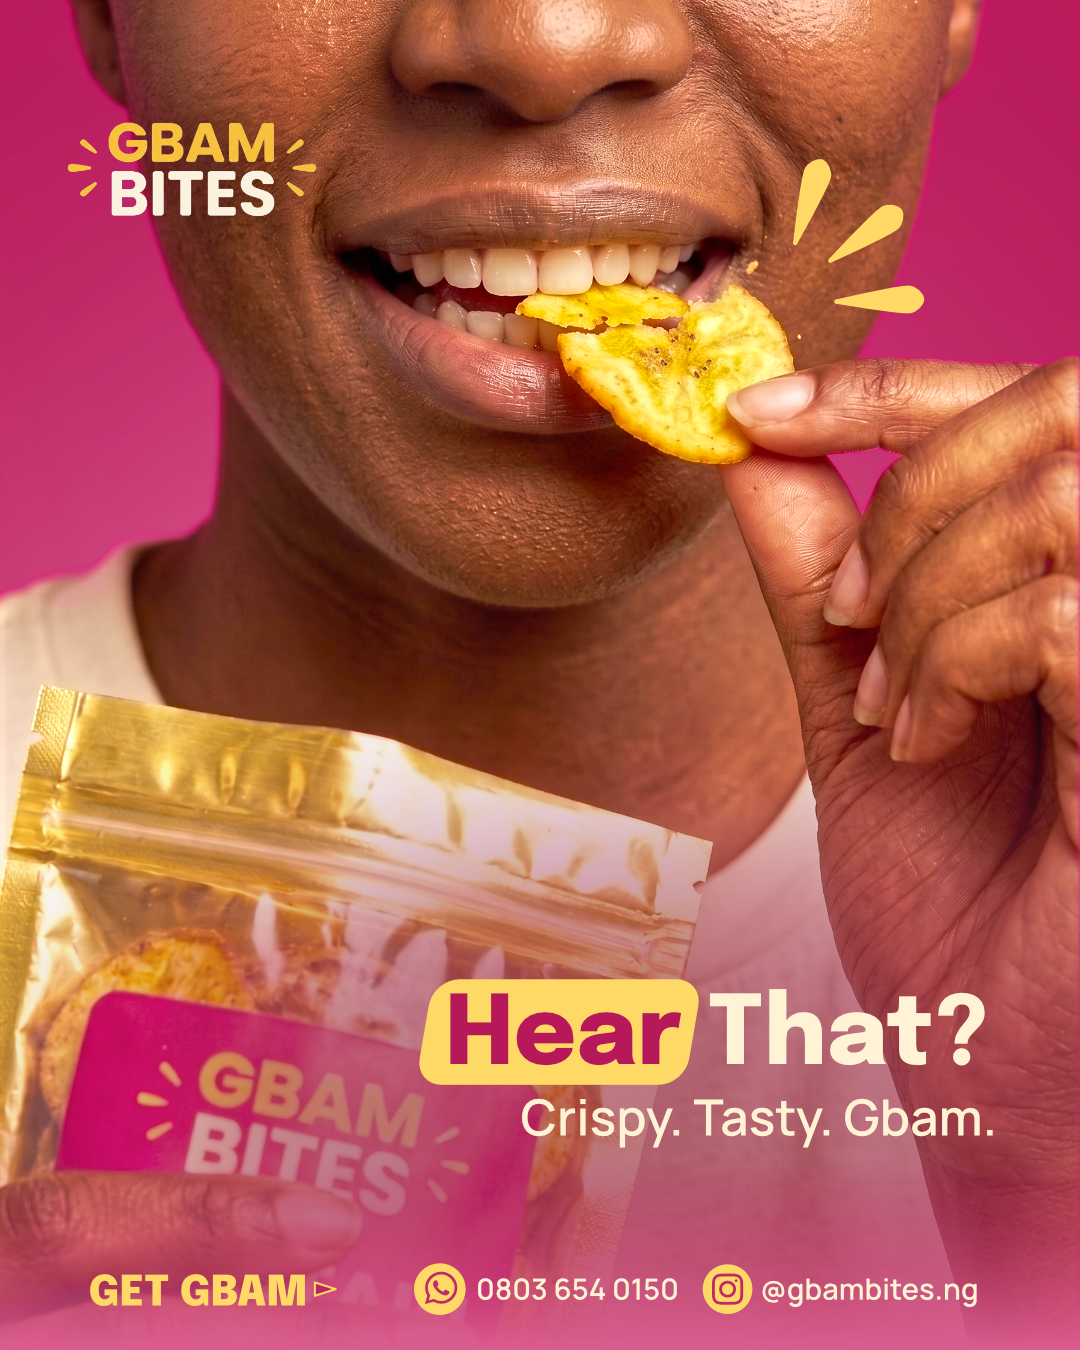 GBAM
BITES
Hear That?
Crispy. Tasty. Gbam.
GBAM
BITES
GET GBAM
0803 654 0150
@gbambites.ng